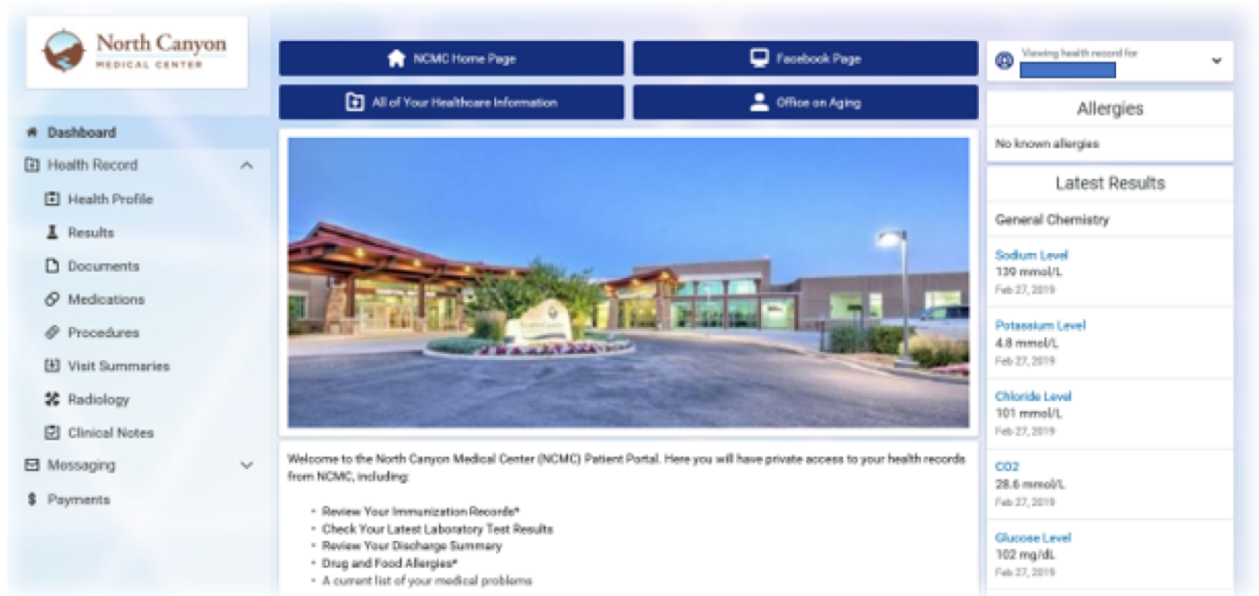 North Canyon
MEDICAL CENTER
Dashboard
Health Record
Health Profile
Results
Documents
Medications
Procedures
Visit Summaries
Radiology
Clinical Notes
Messaging
Payments
NCMC Home Page
Facebook Page
All of Your Healthcare Information
Office on Aging
Welcome to the North Canyon Medical Center (NCMC) Patient Portal. Here you will have private access to your health records
from NCMC, including:
• Review Your Immunization Records*
• Check Your Latest Laboratory Test Results
• Review Your Discharge Summary
• Drug and Food Allergies*
• A current list of your medical problems
Viewing health record for
Allergies
No known allergies
Latest Results
General Chemistry
Sodium Level
139 mmol/L
Feb 27, 2019
Potassium Level
4.8 mmol/L
Feb 27, 2019
Chloride Level
101 mmol/L
Feb 27, 2019
CO2
28.6 mmol/L
Feb 27, 2019
Glucose Level
102 mg/dL
Feb 27, 2019